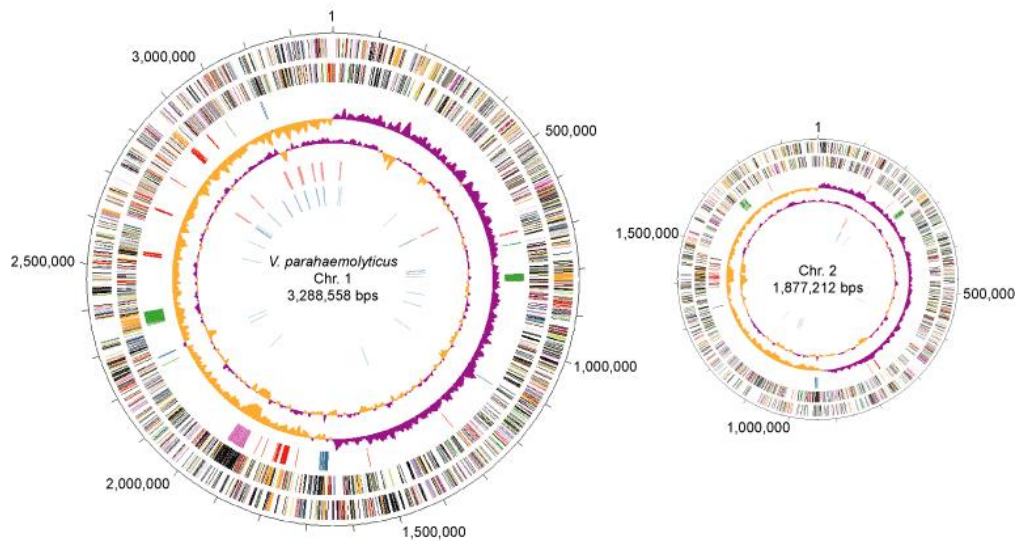 1
3,000,000
500,000
2,500,000
V. parahaemolyticus
Chr. 1
3,288,558 bps
1,000,000
2,000,000
1,500,000
1
1,500,000
Chr. 2
1,877,212 bps
500,000
1,000,000